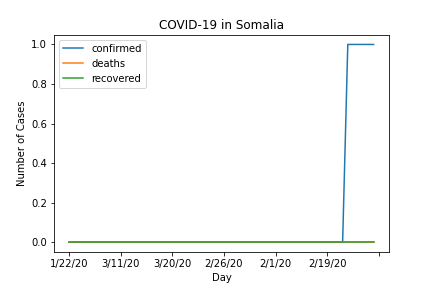 COVID-19 in Somalia
confirmed
deaths
recovered
Number of Cases
1.0
0.8
0.6
0.4
0.2
0.0
1/22/20 3/11/20 3/20/20 2/26/20 2/1/20 2/19/20
Day